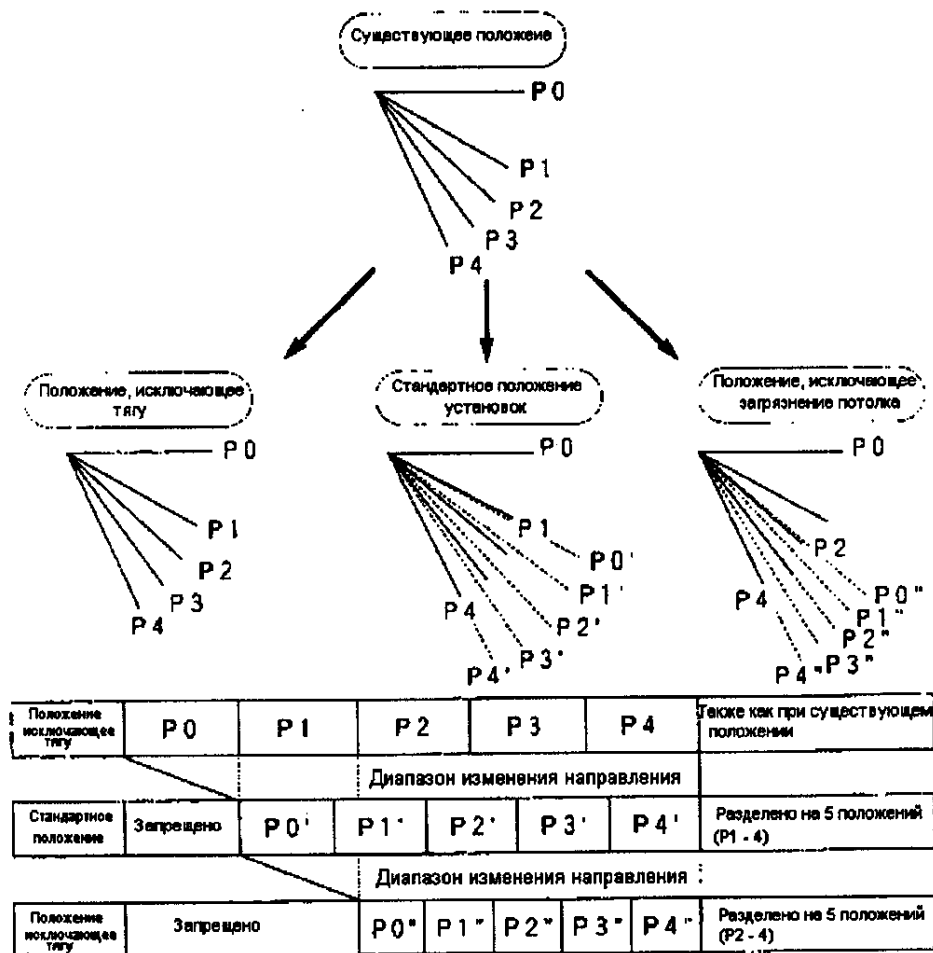 Существующее положеие
P0
P1
P2
P3
P4
Положение, исключающее
тягу
Стандартное положение
установок
Положение, исключающее
загрязнение потолка
P0
P1
P2
P3
P4
P0
P1
P0'
P1'
P2'
P3'
P4
P4'
P0
P2
P0"
P1"
P2"
P3"
P4
P4"
Положение
исключающее
тягу
P0
P1
P2
P3
P4
Также как при существующем
положении
Диапазон изменения направления
Стандартное
положение
Запрещено
P0'
P1'
P2'
P3'
P4'
Разделено на 5 положений
(P1 - 4)
Диапазон изменения направления
Положение
исключающее
тягу
Запрещено
P0"
P1"
P2"
P3"
P4"
Разделено на 5 положений
(P2 - 4)